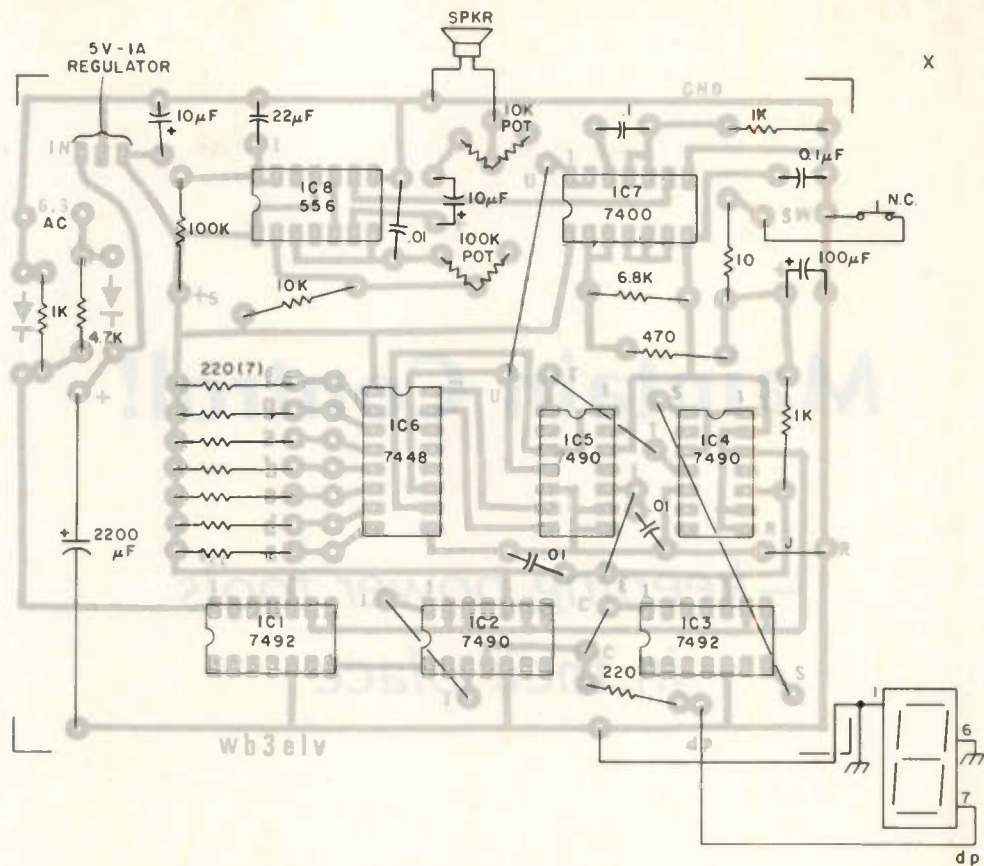 SPKR
5V-1A
REGULATOR
X
10µF
22µF
10K
POT
.1
GND
1K
IN
0.1µF
IC8
556
10µF
IC7
7400
N.C.
SW
6.3
AC
100K
.01
100K
POT
10
100µF
+S
10K
6.8K
1K
4.7K
470
+
220(7)
U
I
S
IC6
7448
IC5
7490
IC4
7490
1K
2200
µF
.01
.01
J
R
IC1
7492
IC2
7490
IC3
7492
C
C
220
S
wb3elv
dp
1
6
7
dp